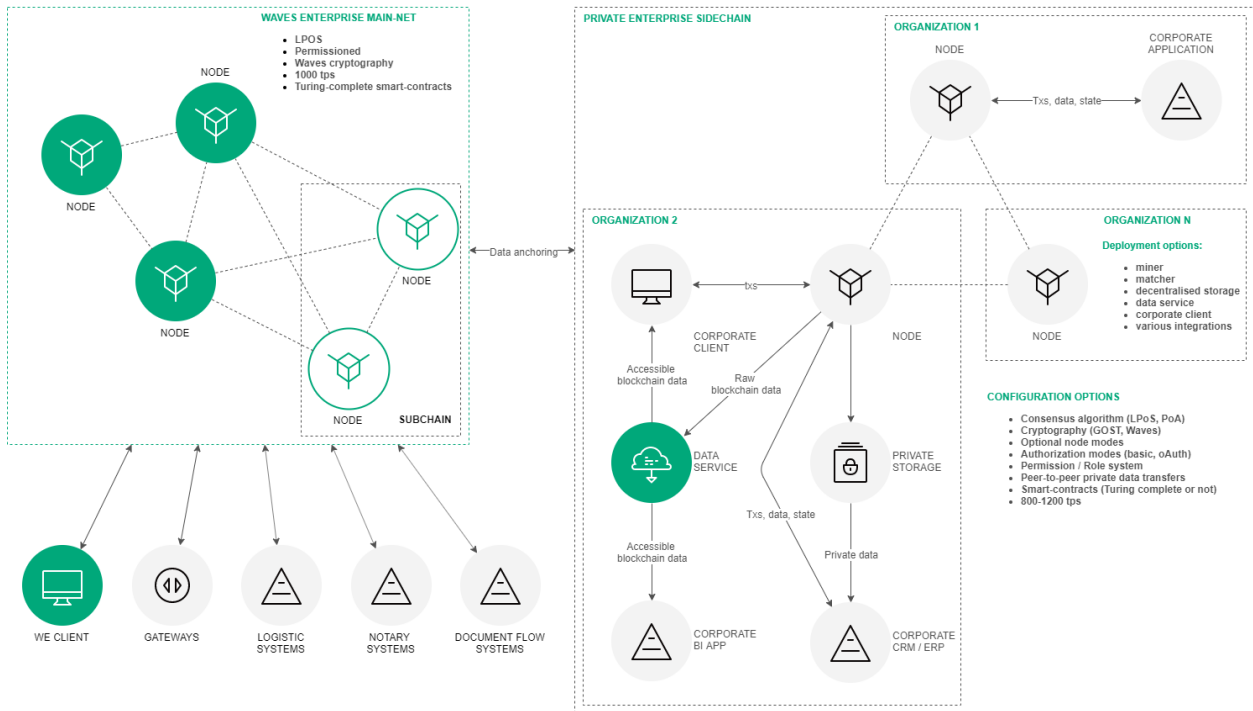 WAVES ENTERPRISE MAIN-NET
LPOS
Permissioned
Waves cryptography
1000 tps
Turing-complete smart-contracts
NODE
NODE
NODE
NODE
NODE
SUBCHAIN
Data anchoring
WE CLIENT
GATEWAYS
LOGISTIC
SYSTEMS
NOTARY
SYSTEMS
DOCUMENT FLOW
SYSTEMS
PRIVATE ENTERPRISE SIDECHAIN
ORGANIZATION 1
NODE
CORPORATE
APPLICATION
Txs, data, state
ORGANIZATION 2
txs
CORPORATE
CLIENT
NODE
Accessible
blockchain data
Raw
blockchain data
DATA
SERVICE
PRIVATE
STORAGE
Txs, data, state
Accessible
blockchain data
Private data
CORPORATE
BI APP
CORPORATE
CRM / ERP
ORGANIZATION N
Deployment options:
miner
matcher
decentralised storage
data service
corporate client
various integrations
NODE
CONFIGURATION OPTIONS
Consensus algorithm (LPoS, PoA)
Cryptography (GOST, Waves)
Optional node modes
Authorization modes (basic, oAuth)
Permission / Role system
Peer-to-peer private data transfers
Smart-contracts (Turing complete or not)
800-1200 tps